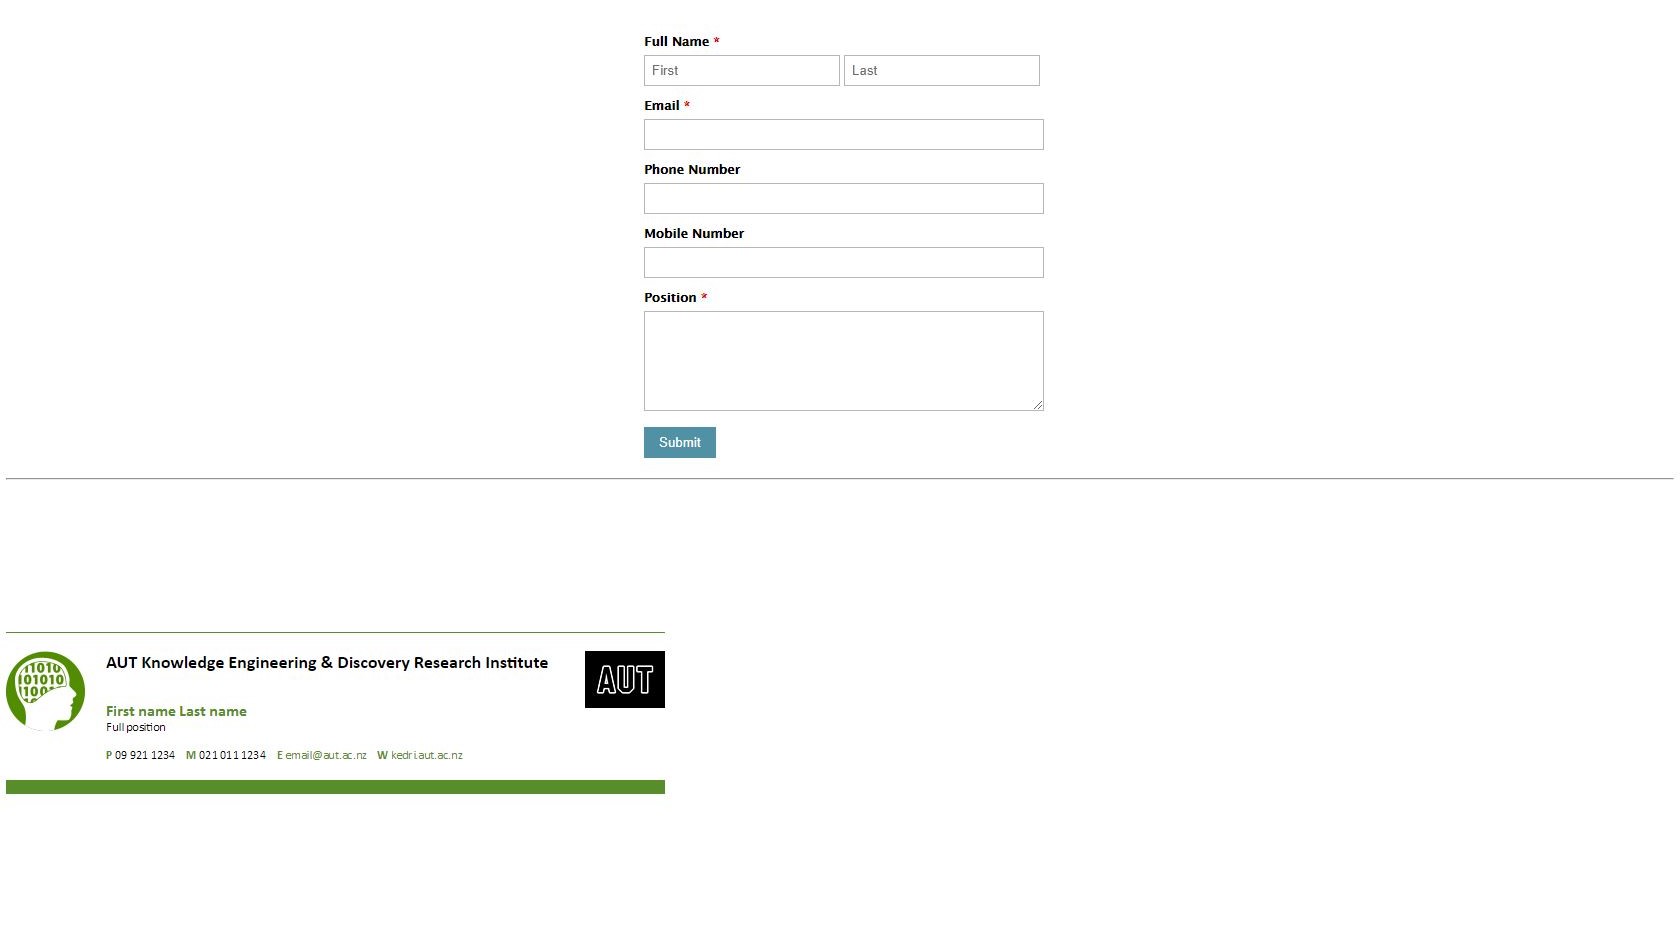 Full Name *
First Last
Email *
Phone Number
Mobile Number
Position *
Submit
AUT Knowledge Engineering & Discovery Research Institute
AUT
First name Last name
Full position
P 09 921 1234 M 021 011 1234 E email@aut.ac.nz W kedri.aut.ac.nz